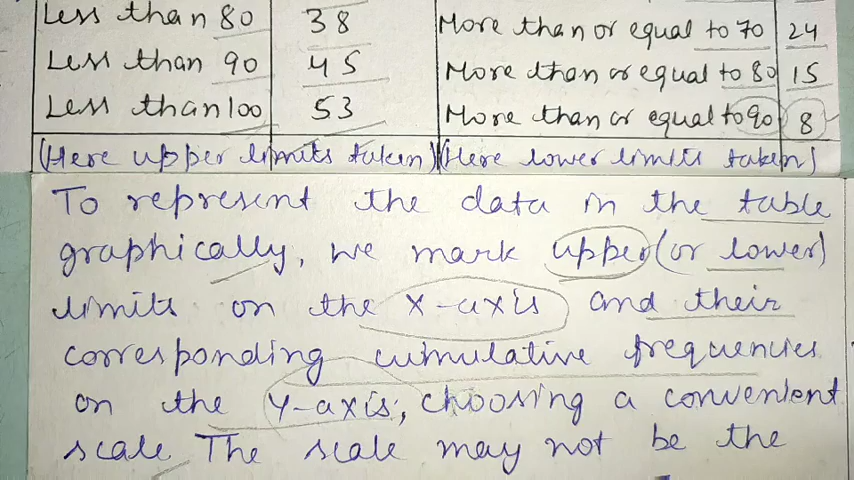 Less than 80 38 More than or equal to 70 24
Less than 90 45 More than or equal to 80 15
Less than 100 53 More than or equal to 90 8
(Here upper limits taken) (Here lower limits taken)
To represent the data in the table
graphically, we mark upper (or lower)
limits on the x-axis and their
corresponding cumulative frequencies
on the y-axis, choosing a convenient
scale. The scale may not be the